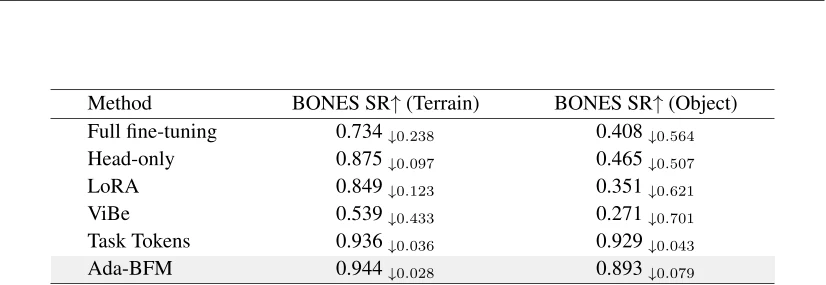 Method BONES SR↑ (Terrain) BONES SR↑ (Object)
Full fine-tuning 0.734 ↓0.238 0.408 ↓0.564
Head-only 0.875 ↓0.097 0.465 ↓0.507
LoRA 0.849 ↓0.123 0.351 ↓0.621
ViBe 0.539 ↓0.433 0.271 ↓0.701
Task Tokens 0.936 ↓0.036 0.929 ↓0.043
Ada-BFM 0.944 ↓0.028 0.893 ↓0.079